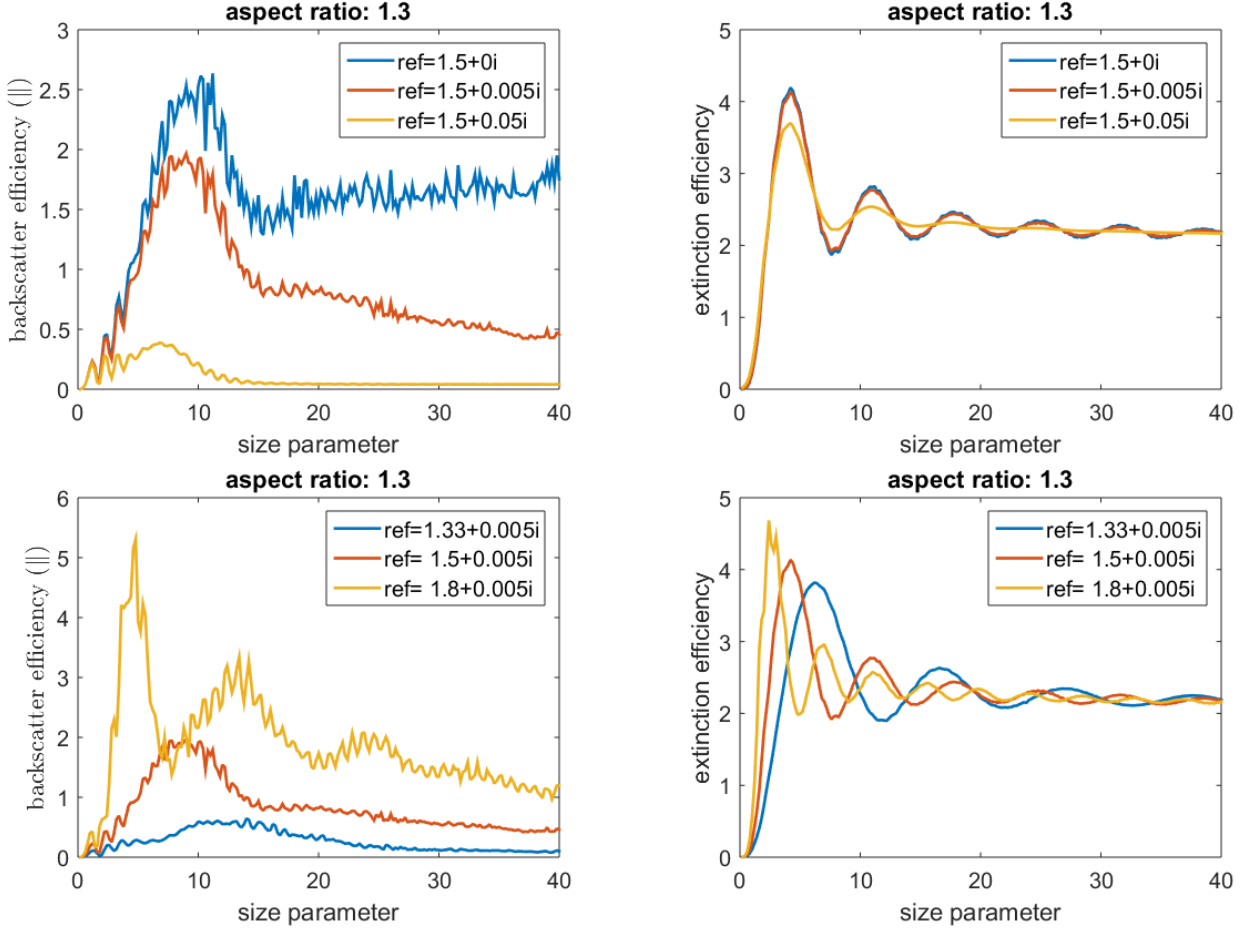 aspect ratio: 1.3
backscatter efficiency (||)
3
2.5
2
1.5
1
0.5
0
ref=1.5+0i
ref=1.5+0.005i
ref=1.5+0.05i
0 10 20 30 40
size parameter
aspect ratio: 1.3
extinction efficiency
5
4
3
2
1
0
ref=1.5+0i
ref=1.5+0.005i
ref=1.5+0.05i
0 10 20 30 40
size parameter
aspect ratio: 1.3
backscatter efficiency (||)
6
5
4
3
2
1
0
ref=1.33+0.005i
ref= 1.5+0.005i
ref= 1.8+0.005i
0 10 20 30 40
size parameter
aspect ratio: 1.3
extinction efficiency
5
4
3
2
1
0
ref=1.33+0.005i
ref= 1.5+0.005i
ref= 1.8+0.005i
0 10 20 30 40
size parameter